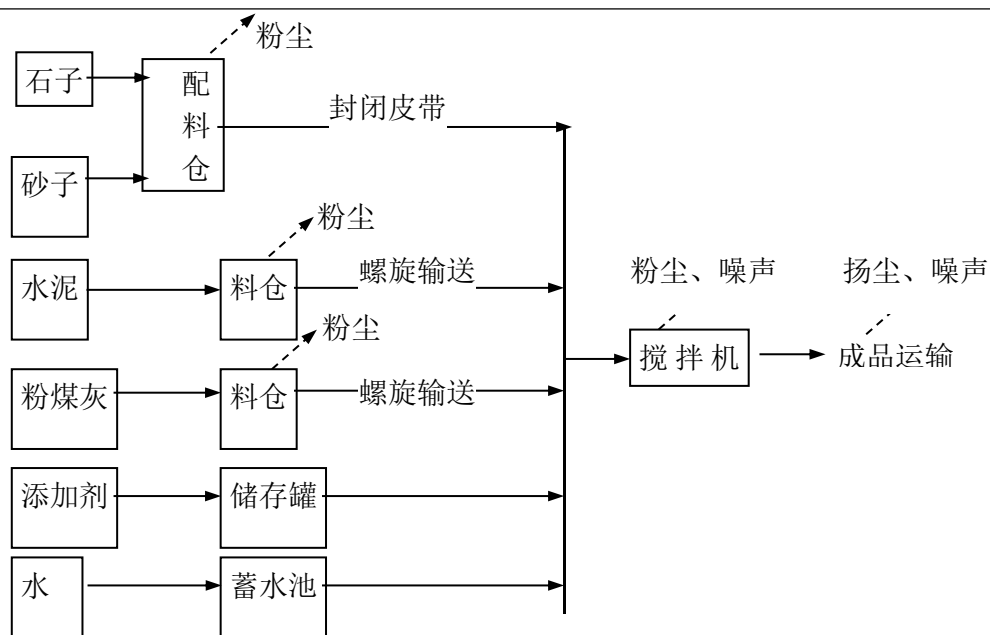 粉尘
石子
配料仓
封闭皮带
砂子
粉尘
水泥
料仓
螺旋输送
粉尘、噪声
扬尘、噪声
粉尘
搅拌机
成品运输
粉煤灰
料仓
螺旋输送
添加剂
储存罐
水
蓄水池